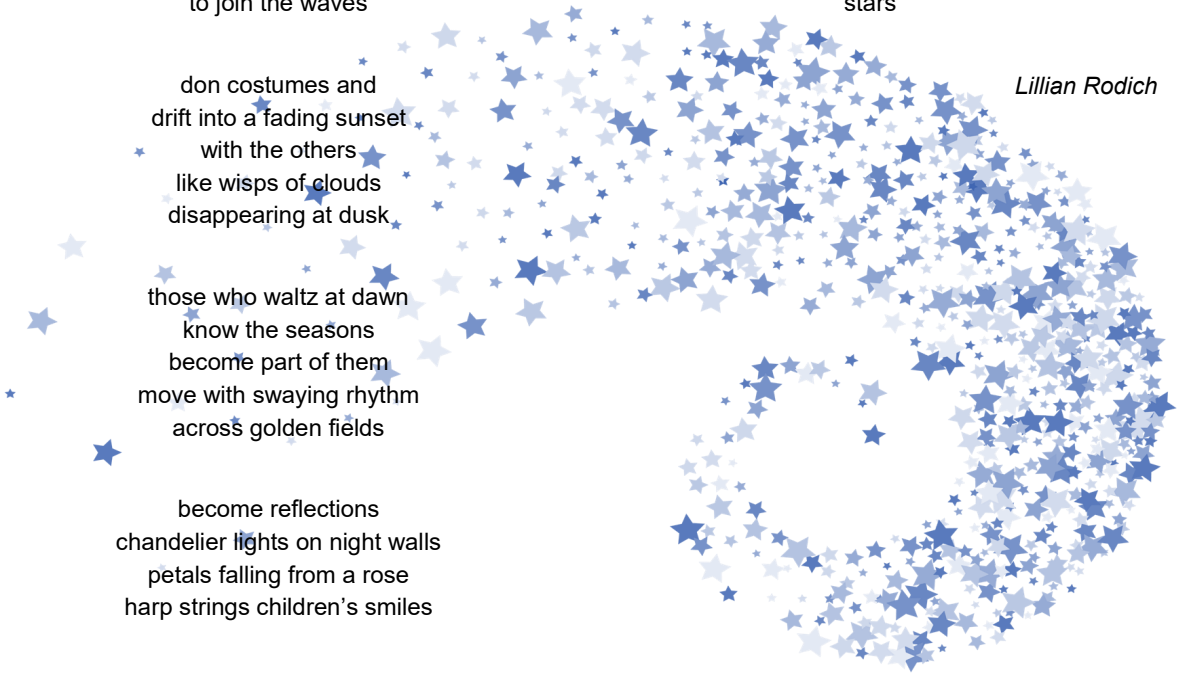 to join the waves
don costumes and
drift into a fading sunset
with the others
like wisps of clouds
disappearing at dusk
those who waltz at dawn
know the seasons
become part of them
move with swaying rhythm
across golden fields
become reflections
chandelier lights on night walls
petals falling from a rose
harp strings children’s smiles
stars
Lillian Rodich